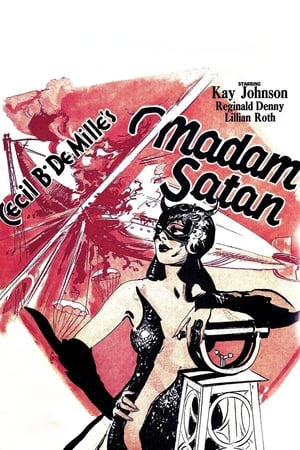 STARRING
Kay Johnson
Reginald Denny
Lillian Roth
Cecil B. DeMille's
Madam
Satan